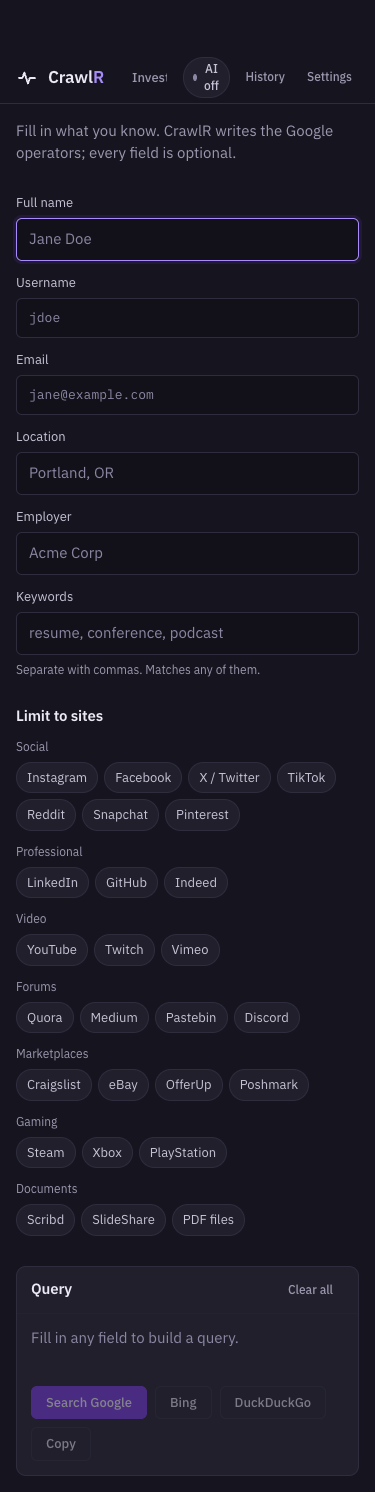 CrawlR Invest AI off History Settings
Fill in what you know. CrawlR writes the Google
operators; every field is optional.
Full name
Jane Doe
Username
jdoe
Email
jane@example.com
Location
Portland, OR
Employer
Acme Corp
Keywords
resume, conference, podcast
Separate with commas. Matches any of them.
Limit to sites
Social
Instagram Facebook X / Twitter TikTok
Reddit Snapchat Pinterest
Professional
LinkedIn GitHub Indeed
Video
YouTube Twitch Vimeo
Forums
Quora Medium Pastebin Discord
Marketplaces
Craigslist eBay OfferUp Poshmark
Gaming
Steam Xbox PlayStation
Documents
Scribd SlideShare PDF files
Query Clear all
Fill in any field to build a query.
Search Google Bing DuckDuckGo
Copy